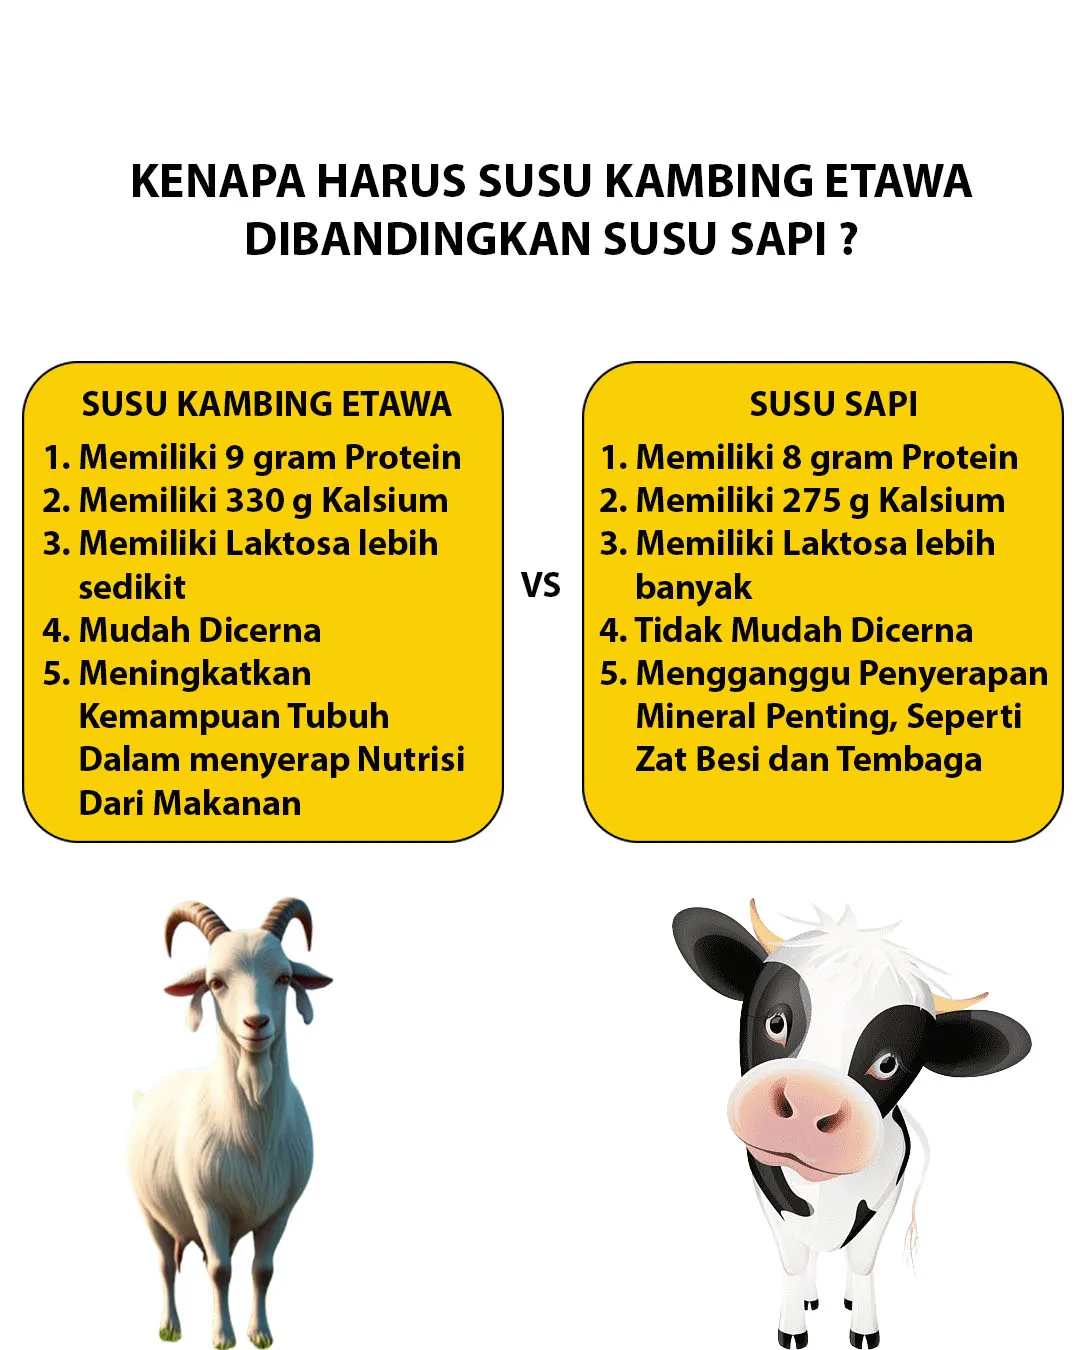 KENAPA HARUS SUSU KAMBING ETAWA
DIBANDINGKAN SUSU SAPI ?
SUSU KAMBING ETAWA
1. Memiliki 9 gram Protein
2. Memiliki 330 g Kalsium
3. Memiliki Laktosa lebih
sedikit
4. Mudah Dicerna
5. Meningkatkan
Kemampuan Tubuh
Dalam menyerap Nutrisi
Dari Makanan
VS
SUSU SAPI
1. Memiliki 8 gram Protein
2. Memiliki 275 g Kalsium
3. Memiliki Laktosa lebih
banyak
4. Tidak Mudah Dicerna
5. Mengganggu Penyerapan
Mineral Penting, Seperti
Zat Besi dan Tembaga